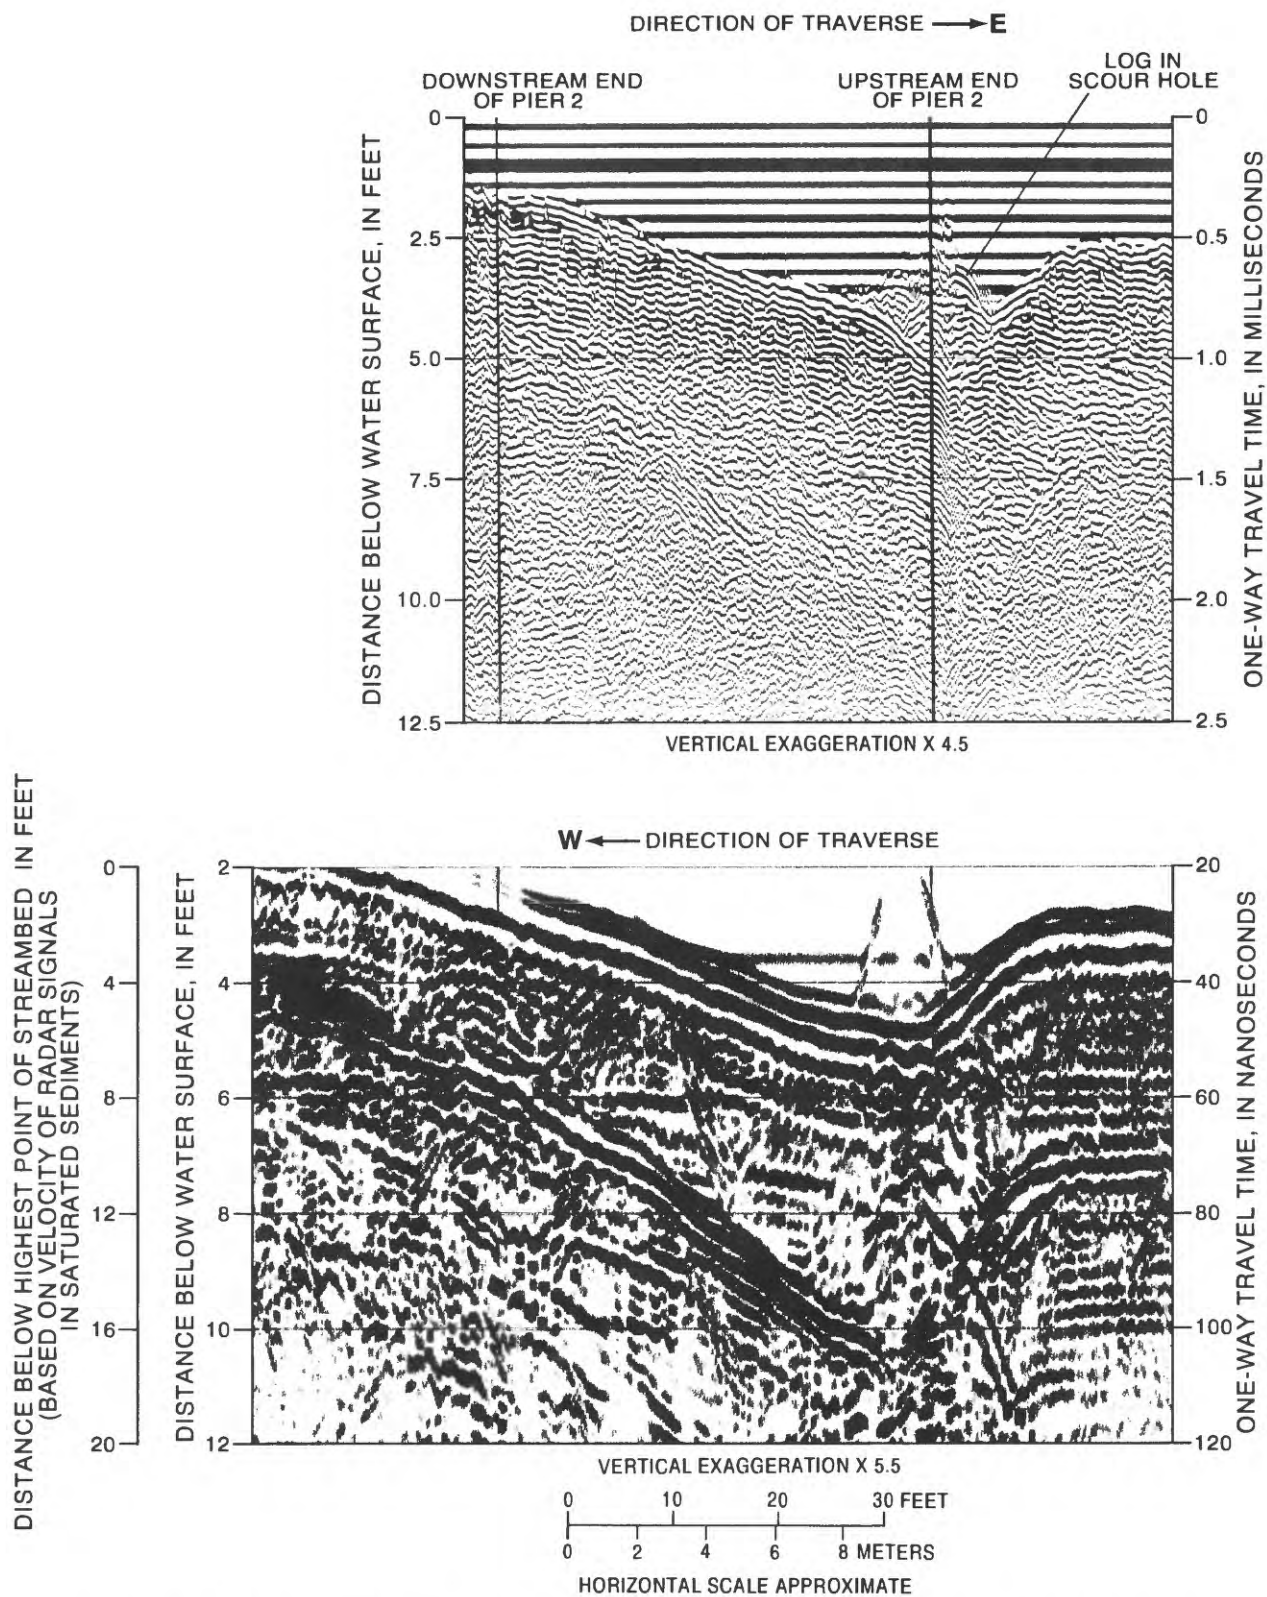 DIRECTION OF TRAVERSE → E
DOWNSTREAM END
OF PIER 2
UPSTREAM END
OF PIER 2
LOG IN
SCOUR HOLE
DISTANCE BELOW WATER SURFACE, IN FEET
0
2.5
5.0
7.5
10.0
12.5
0
0.5
1.0
1.5
2.0
2.5
ONE-WAY TRAVEL TIME, IN MILLISECONDS
VERTICAL EXAGGERATION X 4.5
W ← DIRECTION OF TRAVERSE
DISTANCE BELOW HIGHEST POINT OF STREAMBED IN FEET
(BASED ON VELOCITY OF RADAR SIGNALS
IN SATURATED SEDIMENTS)
0
4
8
12
16
20
DISTANCE BELOW WATER SURFACE, IN FEET
2
4
6
8
10
12
20
40
60
80
100
120
ONE-WAY TRAVEL TIME, IN NANOSECONDS
VERTICAL EXAGGERATION X 5.5
0 10 20 30 FEET
0 2 4 6 8 METERS
HORIZONTAL SCALE APPROXIMATE